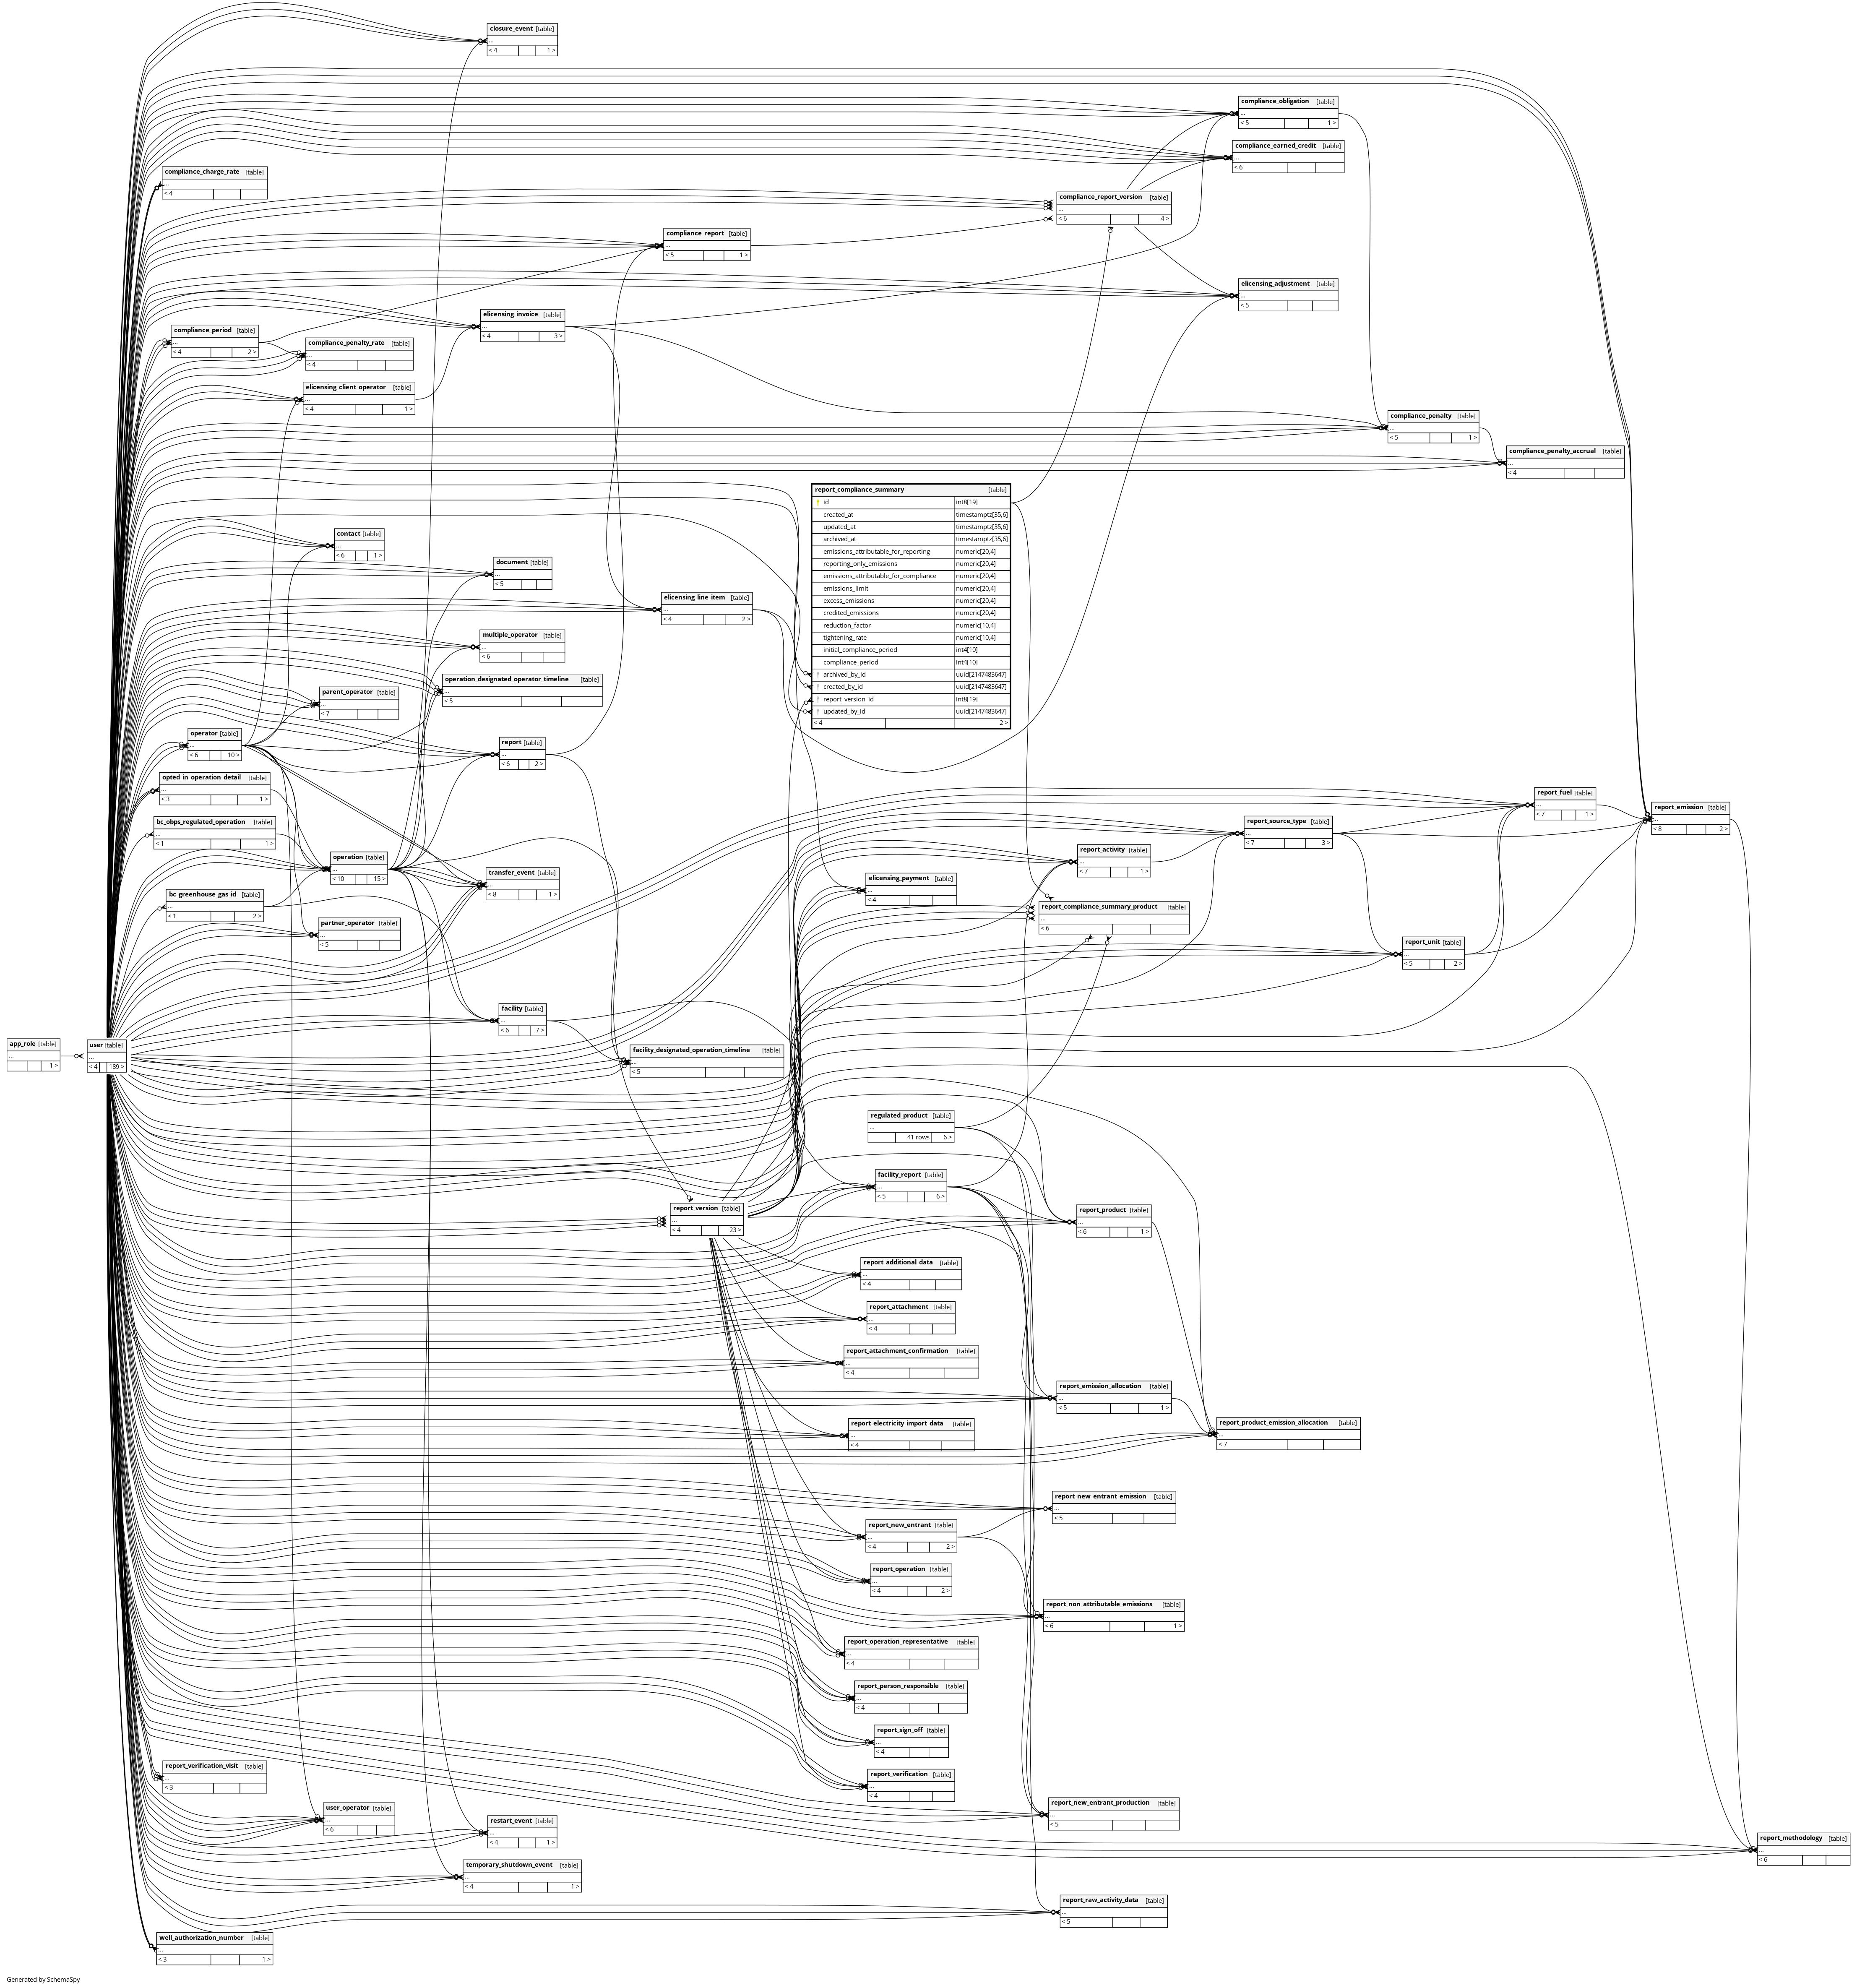 closure_event [table]
...
< 4 1 >
compliance_obligation [table]
...
< 5 1 >
compliance_earned_credit [table]
...
< 6
compliance_charge_rate [table]
...
< 4
compliance_report_version [table]
...
< 6 4 >
compliance_report [table]
...
< 5 1 >
elicensing_adjustment [table]
...
< 5
elicensing_invoice [table]
...
< 4 3 >
compliance_period [table]
...
< 4 2 >
compliance_penalty_rate [table]
...
< 4
elicensing_client_operator [table]
...
< 4 1 >
compliance_penalty [table]
...
< 5 1 >
compliance_penalty_accrual [table]
...
< 4
report_compliance_summary [table]
id int8[19]
created_at timestamptz[35,6]
updated_at timestamptz[35,6]
archived_at timestamptz[35,6]
emissions_attributable_for_reporting numeric[20,4]
reporting_only_emissions numeric[20,4]
emissions_attributable_for_compliance numeric[20,4]
emissions_limit numeric[20,4]
excess_emissions numeric[20,4]
credited_emissions numeric[20,4]
reduction_factor numeric[10,4]
tightening_rate numeric[10,4]
initial_compliance_period int4[10]
compliance_period int4[10]
archived_by_id uuid[2147483647]
created_by_id uuid[2147483647]
report_version_id int8[19]
updated_by_id uuid[2147483647]
< 4 2 >
contact [table]
...
< 6 1 >
document [table]
...
< 5
elicensing_line_item [table]
...
< 4 2 >
multiple_operator [table]
...
< 6
operation_designated_operator_timeline [table]
...
< 5
parent_operator [table]
...
< 7
operator [table]
...
< 6 10 >
report [table]
...
< 6 2 >
opted_in_operation_detail [table]
...
< 3 1 >
report_fuel [table]
...
< 7 1 >
report_emission [table]
...
< 8 2 >
bc_obps_regulated_operation [table]
...
< 1 1 >
report_source_type [table]
...
< 7 3 >
report_activity [table]
...
< 7 1 >
operation [table]
...
< 10 15 >
transfer_event [table]
...
< 8 1 >
elicensing_payment [table]
...
< 4
bc_greenhouse_gas_id [table]
...
< 1 2 >
report_compliance_summary_product [table]
...
< 6
partner_operator [table]
...
< 5
report_unit [table]
...
< 5 2 >
facility [table]
...
< 6 7 >
app_role [table]
...
1 >
user [table]
...
< 4 189 >
facility_designated_operation_timeline [table]
...
< 5
regulated_product [table]
...
41 rows 6 >
facility_report [table]
...
< 5 6 >
report_version [table]
...
< 4 23 >
report_product [table]
...
< 6 1 >
report_additional_data [table]
...
< 4
report_attachment [table]
...
< 4
report_attachment_confirmation [table]
...
< 4
report_emission_allocation [table]
...
< 5 1 >
report_electricity_import_data [table]
...
< 4
report_product_emission_allocation [table]
...
< 7
report_new_entrant_emission [table]
...
< 5
report_new_entrant [table]
...
< 4 2 >
report_operation [table]
...
< 4 2 >
report_non_attributable_emissions [table]
...
< 6 1 >
report_operation_representative [table]
...
< 4
report_person_responsible [table]
...
< 4
report_sign_off [table]
...
< 4
report_verification_visit [table]
...
< 3
report_verification [table]
...
< 4
user_operator [table]
...
< 6
report_new_entrant_production [table]
...
< 5
restart_event [table]
...
< 4 1 >
report_methodology [table]
...
< 6
temporary_shutdown_event [table]
...
< 4 1 >
report_raw_activity_data [table]
...
< 5
well_authorization_number [table]
...
< 3 1 >
Generated by SchemaSpy